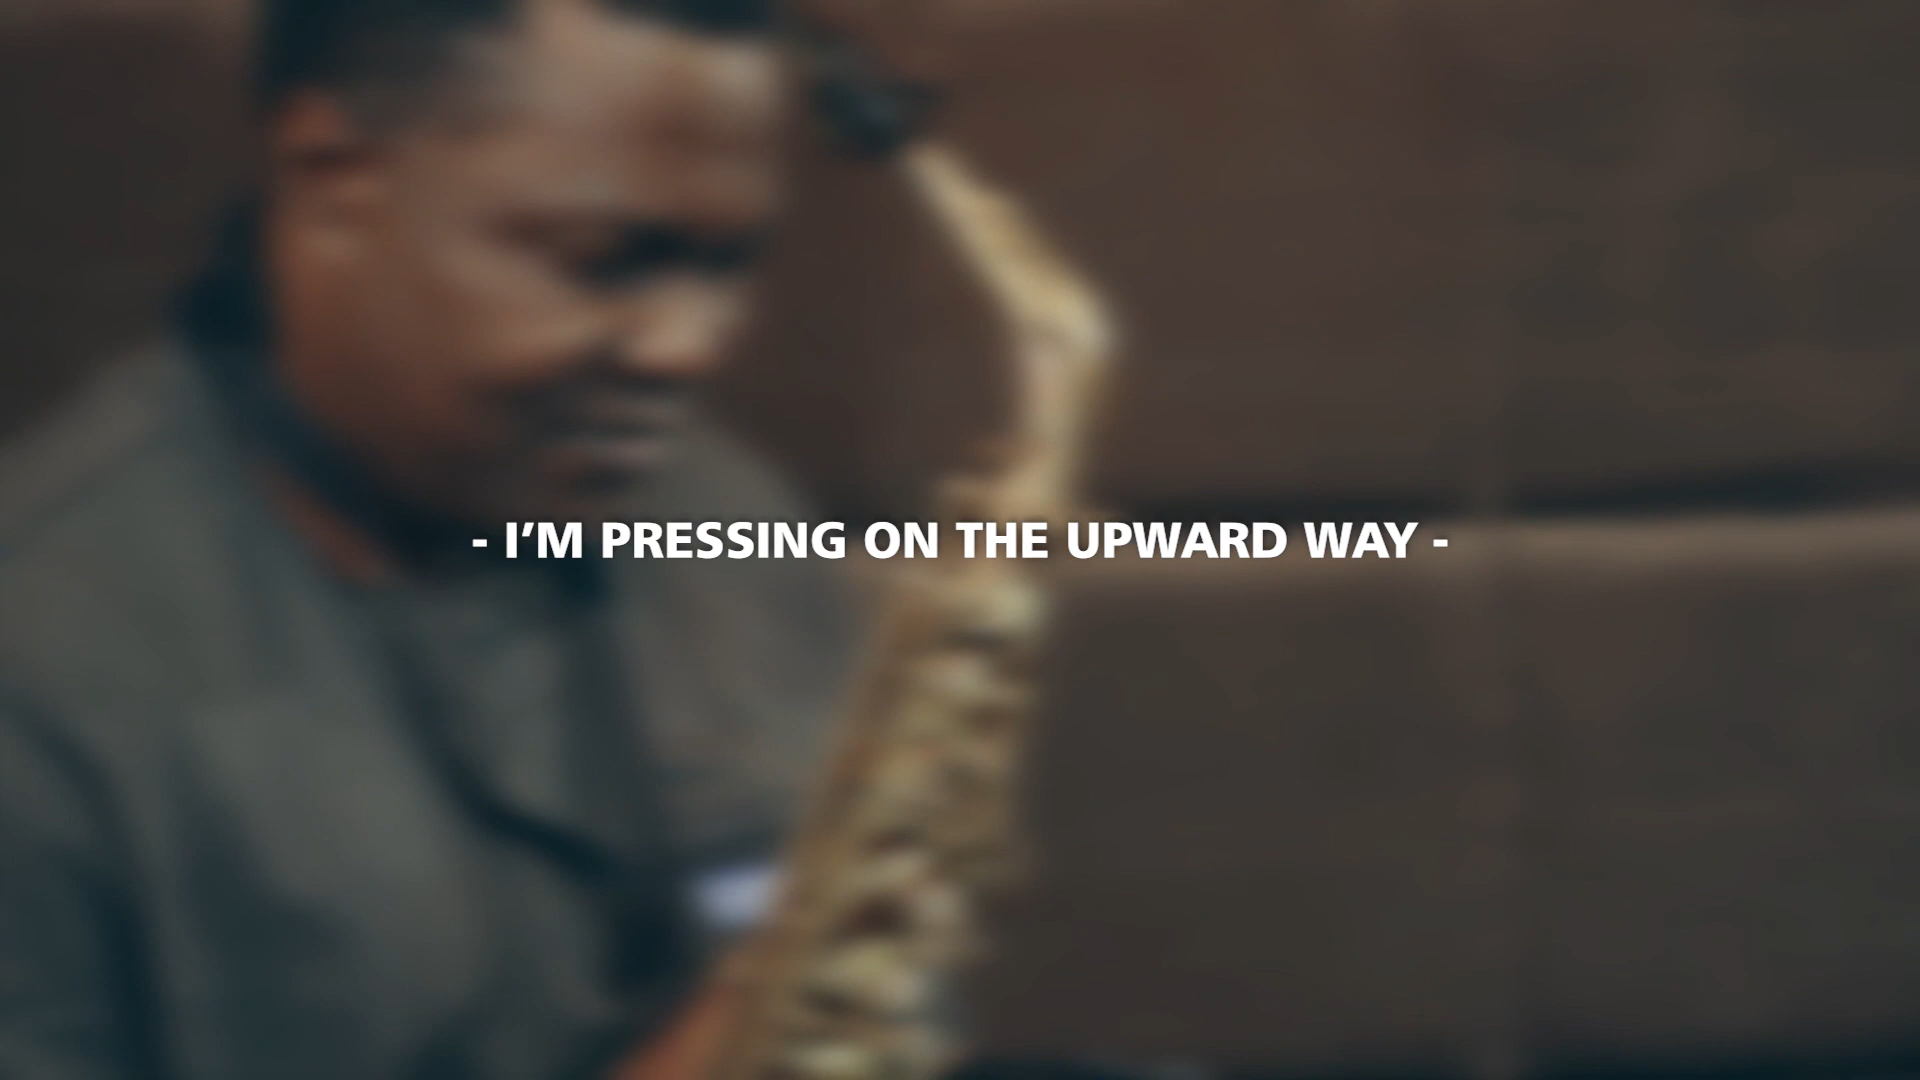 - I’M PRESSING ON THE UPWARD WAY -